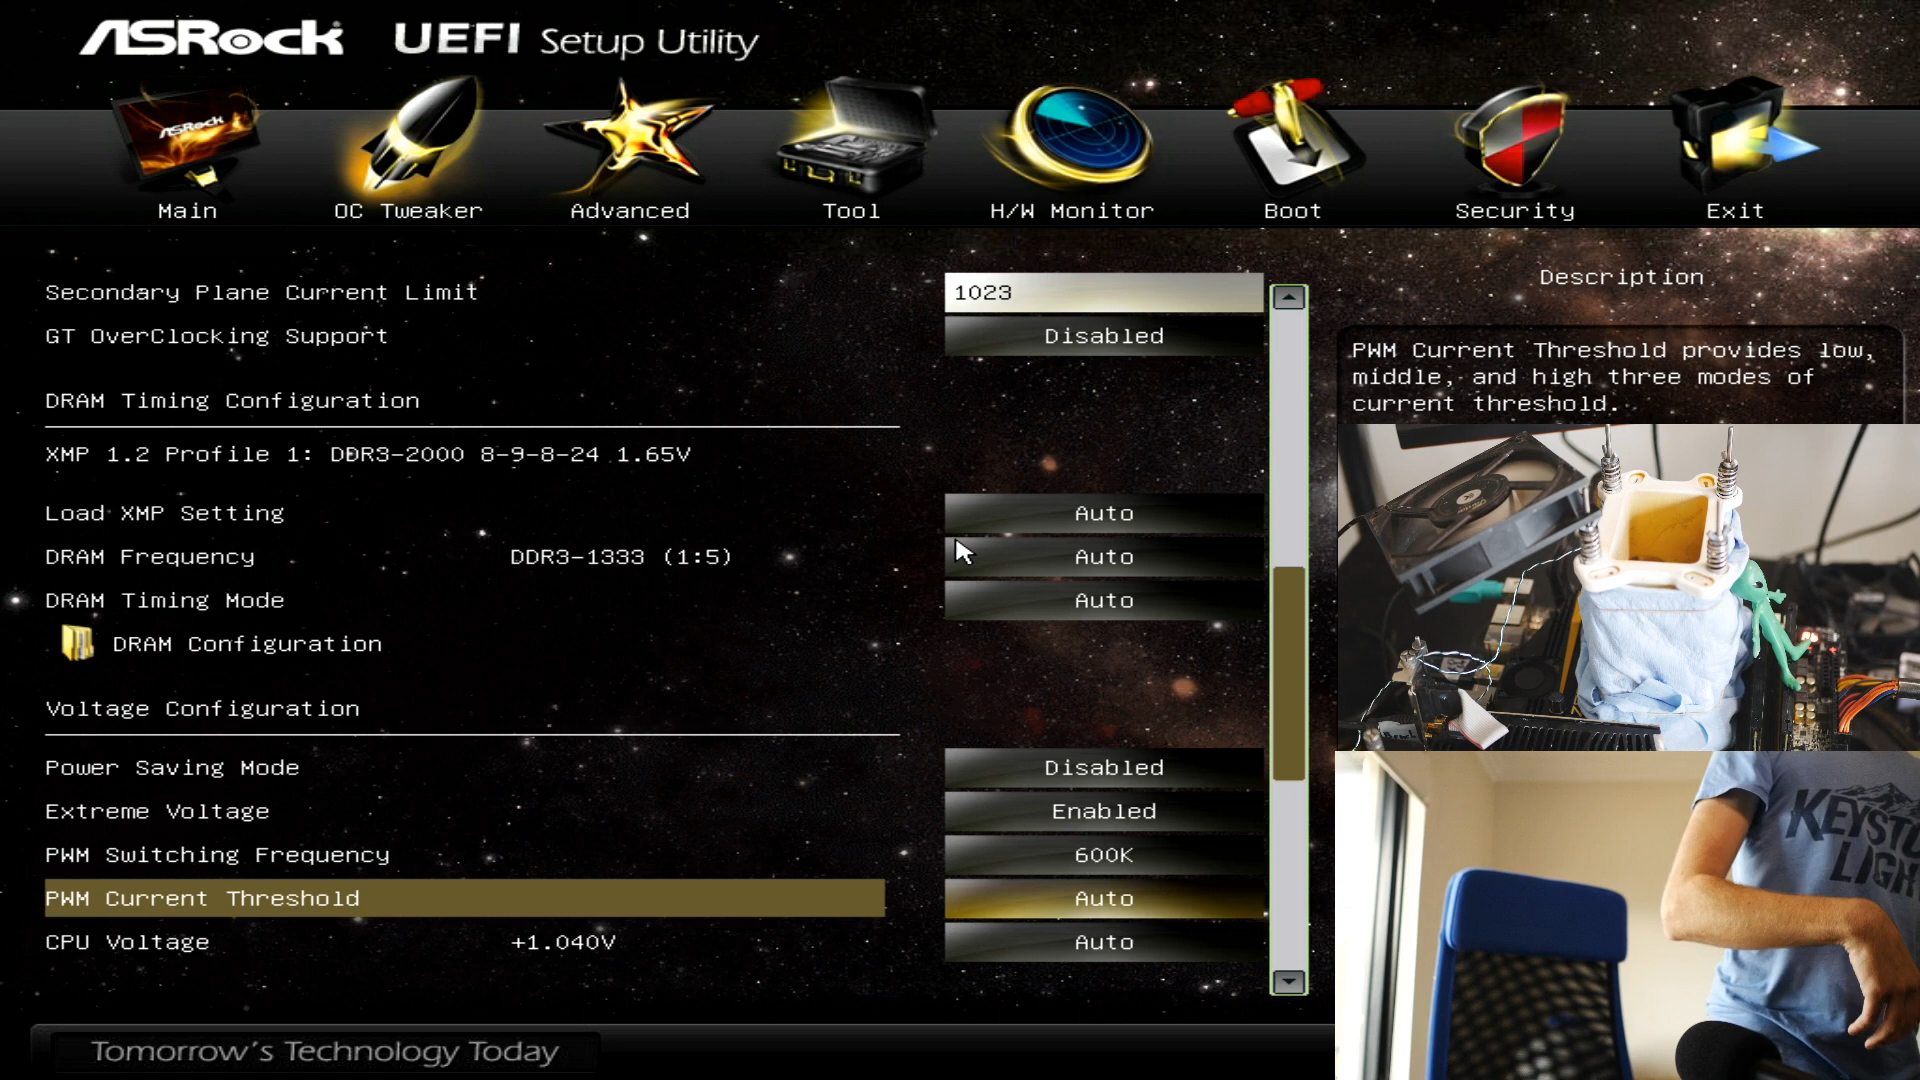 ASRock UEFI Setup Utility
ASRock
Main OC Tweaker Advanced Tool H/W Monitor Boot Security Exit
Secondary Plane Current Limit 1023
GT OverClocking Support Disabled
DRAM Timing Configuration
XMP 1.2 Profile 1: DDR3-2000 8-9-8-24 1.65V
Load XMP Setting Auto
DRAM Frequency DDR3-1333 (1:5) Auto
DRAM Timing Mode Auto
DRAM Configuration
Voltage Configuration
Power Saving Mode Disabled
Extreme Voltage Enabled
PWM Switching Frequency 600K
PWM Current Threshold Auto
CPU Voltage +1.040V Auto
Description
PWM Current Threshold provides low,
middle, and high three modes of
current threshold.
KEYSTO
LIGH
Tomorrow's Technology Today